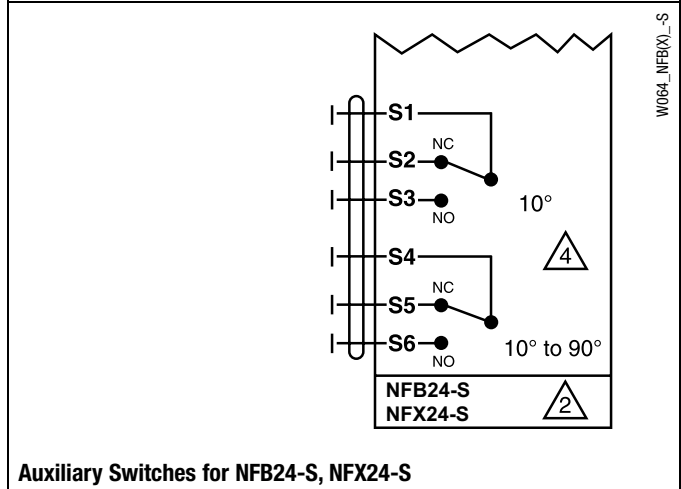 W064_NFB(X)_-S
S1
NC
S2
S3
NO
10°
4
S4
NC
S5
S6
NO
10° to 90°
NFB24-S
NFX24-S
2
Auxiliary Switches for NFB24-S, NFX24-S